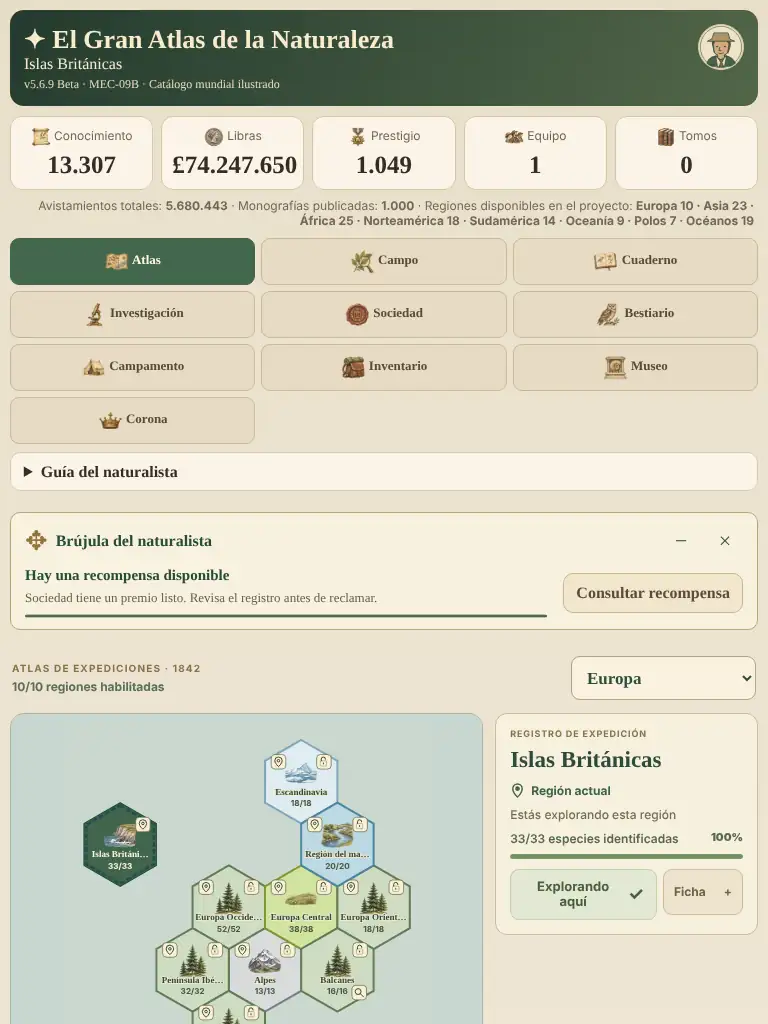 ✦ El Gran Atlas de la Naturaleza
Islas Británicas
v5.6.9 Beta · MEC-09B · Catálogo mundial ilustrado
Conocimiento
13.307
Libras
£74.247.650
Prestigio
1.049
Equipo
1
Tomos
0
Avistamientos totales: 5.680.443 · Monografías publicadas: 1.000 · Regiones disponibles en el proyecto: Europa 10 · Asia 23 ·
África 25 · Norteamérica 18 · Sudamérica 14 · Oceanía 9 · Polos 7 · Océanos 19
Atlas
Campo
Cuaderno
Investigación
Sociedad
Bestiario
Campamento
Inventario
Museo
Corona
▶ Guía del naturalista
Brújula del naturalista
Hay una recompensa disponible
Sociedad tiene un premio listo. Revisa el registro antes de reclamar.
Consultar recompensa
ATLAS DE EXPEDICIONES · 1842
10/10 regiones habilitadas
Europa
Escandinavia
18/18
Islas Británi...
33/33
Región del ma...
20/20
Europa Occide...
52/52
Europa Central
38/38
Europa Orient...
18/18
Península Ibé...
32/32
Alpes
13/13
Balcanes
16/16
REGISTRO DE EXPEDICIÓN
Islas Británicas
Región actual
Estás explorando esta región
33/33 especies identificadas 100%
Explorando
aquí
Ficha +